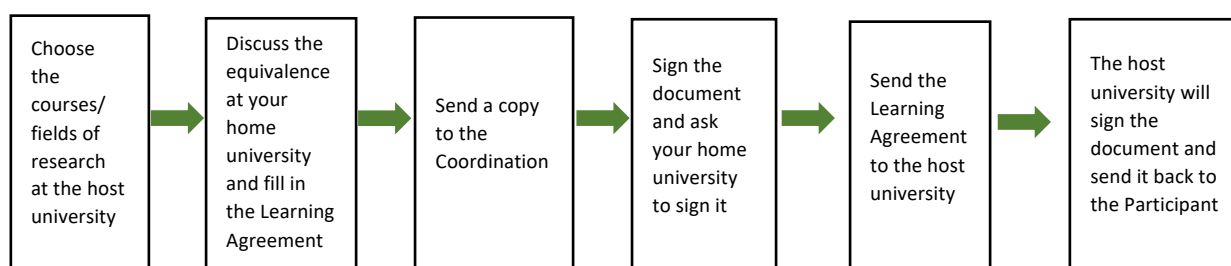 Choose
the
courses/
fields of
research
at the host
university
Discuss the
equivalence
at your
home
university
and fill in
the Learning
Agreement
Send a copy
to the
Coordination
Sign the
document
and ask
your home
university
to sign it
Send the
Learning
Agreement
to the host
university
The host
university will
sign the
document and
send it back to
the Participant